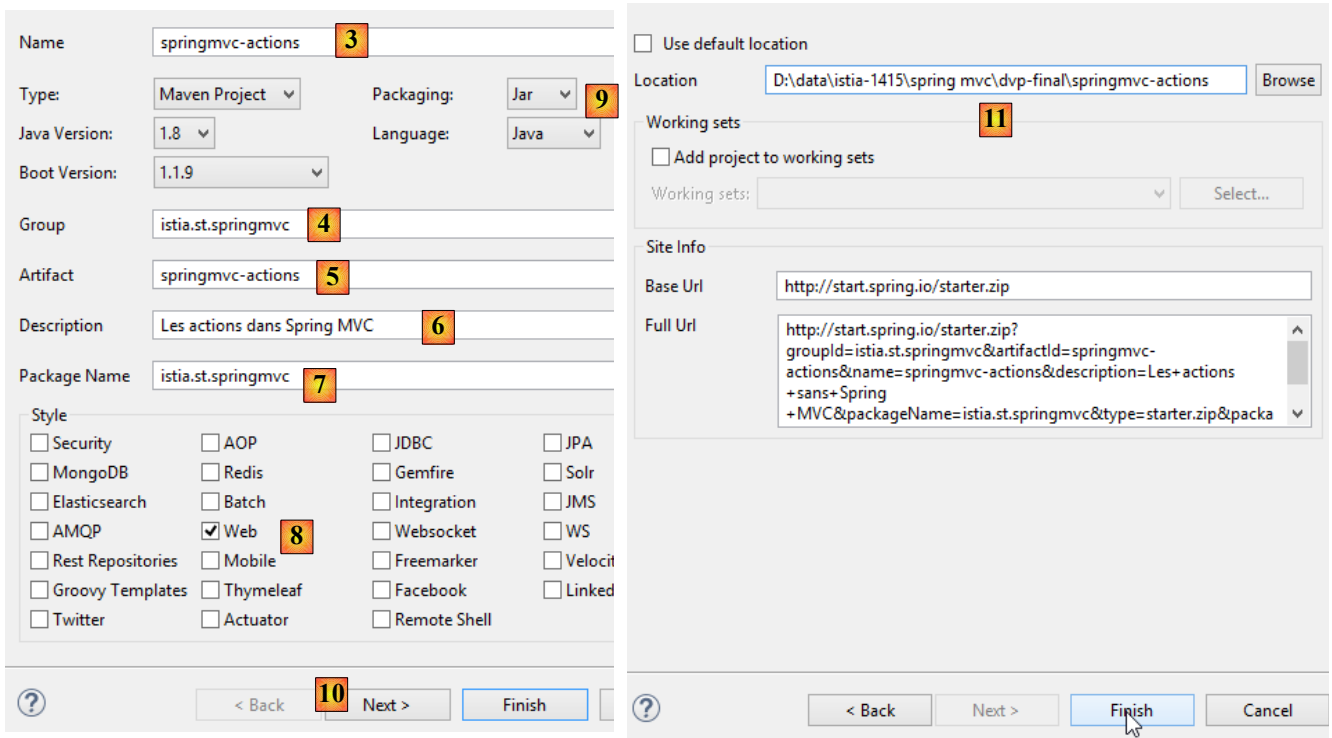 Name springmvc-actions 3
Type: Maven Project Packaging: Jar 9
Java Version: 1.8 Language: Java
Boot Version: 1.1.9
Group istia.st.springmvc 4
Artifact springmvc-actions 5
Description Les actions dans Spring MVC 6
Package Name istia.st.springmvc 7
Style
Security AOP JDBC JPA
MongoDB Redis Gemfire Solr
Elasticsearch Batch Integration JMS
AMQP Web 8 Websocket WS
Rest Repositories Mobile Freemarker Velocit
Groovy Templates Thymeleaf Facebook Linked
Twitter Actuator Remote Shell
? < Back 10 Next > Finish
Use default location
Location D:\data\istia-1415\spring mvc\dvp-final\springmvc-actions Browse
Working sets 11
Add project to working sets
Working sets: Select...
Site Info
Base Url http://start.spring.io/starter.zip
Full Url http://start.spring.io/starter.zip?
groupId=istia.st.springmvc&artifactId=springmvc-
actions&name=springmvc-actions&description=Les+actions
+sans+Spring
+MVC&packageName=istia.st.springmvc&type=starter.zip&packa
? < Back Next > Finish Cancel